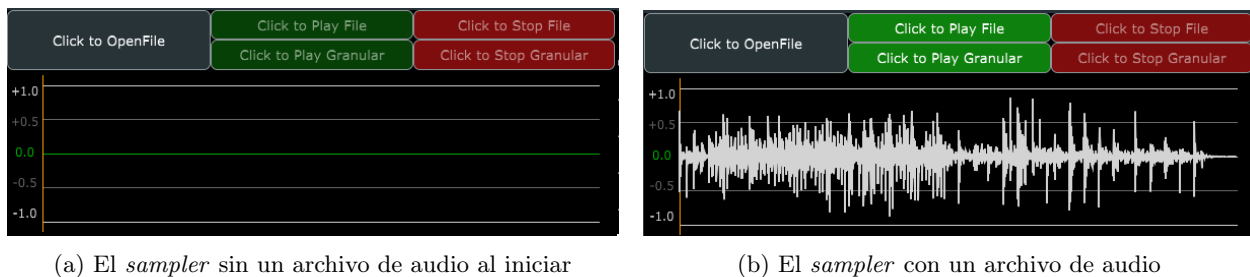 Click to OpenFile
Click to Play File
Click to Stop File
Click to Play Granular
Click to Stop Granular
+1.0
+0.5
0.0
-0.5
-1.0
(a) El sampler sin un archivo de audio al iniciar
Click to OpenFile
Click to Play File
Click to Stop File
Click to Play Granular
Click to Stop Granular
+1.0
+0.5
0.0
-0.5
-1.0
(b) El sampler con un archivo de audio